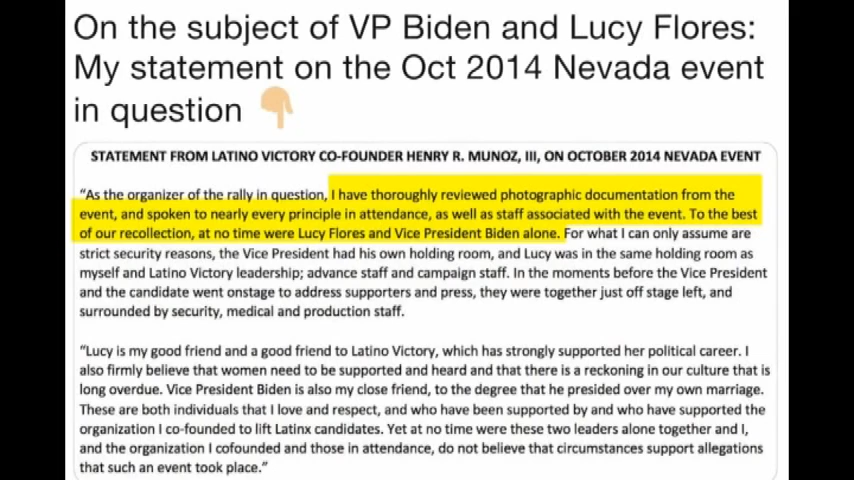 On the subject of VP Biden and Lucy Flores:
My statement on the Oct 2014 Nevada event
in question 👇🏼
STATEMENT FROM LATINO VICTORY CO-FOUNDER HENRY R. MUNOZ, III, ON OCTOBER 2014 NEVADA EVENT
“As the organizer of the rally in question, I have thoroughly reviewed photographic documentation from the
event, and spoken to nearly every principle in attendance, as well as staff associated with the event. To the best
of our recollection, at no time were Lucy Flores and Vice President Biden alone. For what I can only assume are
strict security reasons, the Vice President had his own holding room, and Lucy was in the same holding room as
myself and Latino Victory leadership; advance staff and campaign staff. In the moments before the Vice President
and the candidate went onstage to address supporters and press, they were together just off stage left, and
surrounded by security, medical and production staff.
“Lucy is my good friend and a good friend to Latino Victory, which has strongly supported her political career. I
also firmly believe that women need to be supported and heard and that there is a reckoning in our culture that is
long overdue. Vice President Biden is also my close friend, to the degree that he presided over my own marriage.
These are both individuals that I love and respect, and who have been supported by and who have supported the
organization I co-founded to lift Latinx candidates. Yet at no time were these two leaders alone together and I,
and the organization I cofounded and those in attendance, do not believe that circumstances support allegations
that such an event took place.”